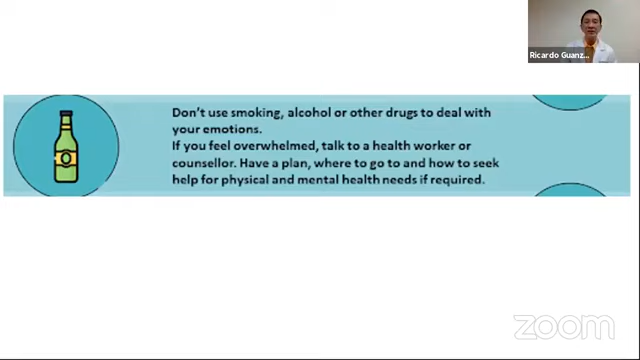 Ricardo Guanz...
Don't use smoking, alcohol or other drugs to deal with
your emotions.
If you feel overwhelmed, talk to a health worker or
counsellor. Have a plan, where to go to and how to seek
help for physical and mental health needs if required.
zoom